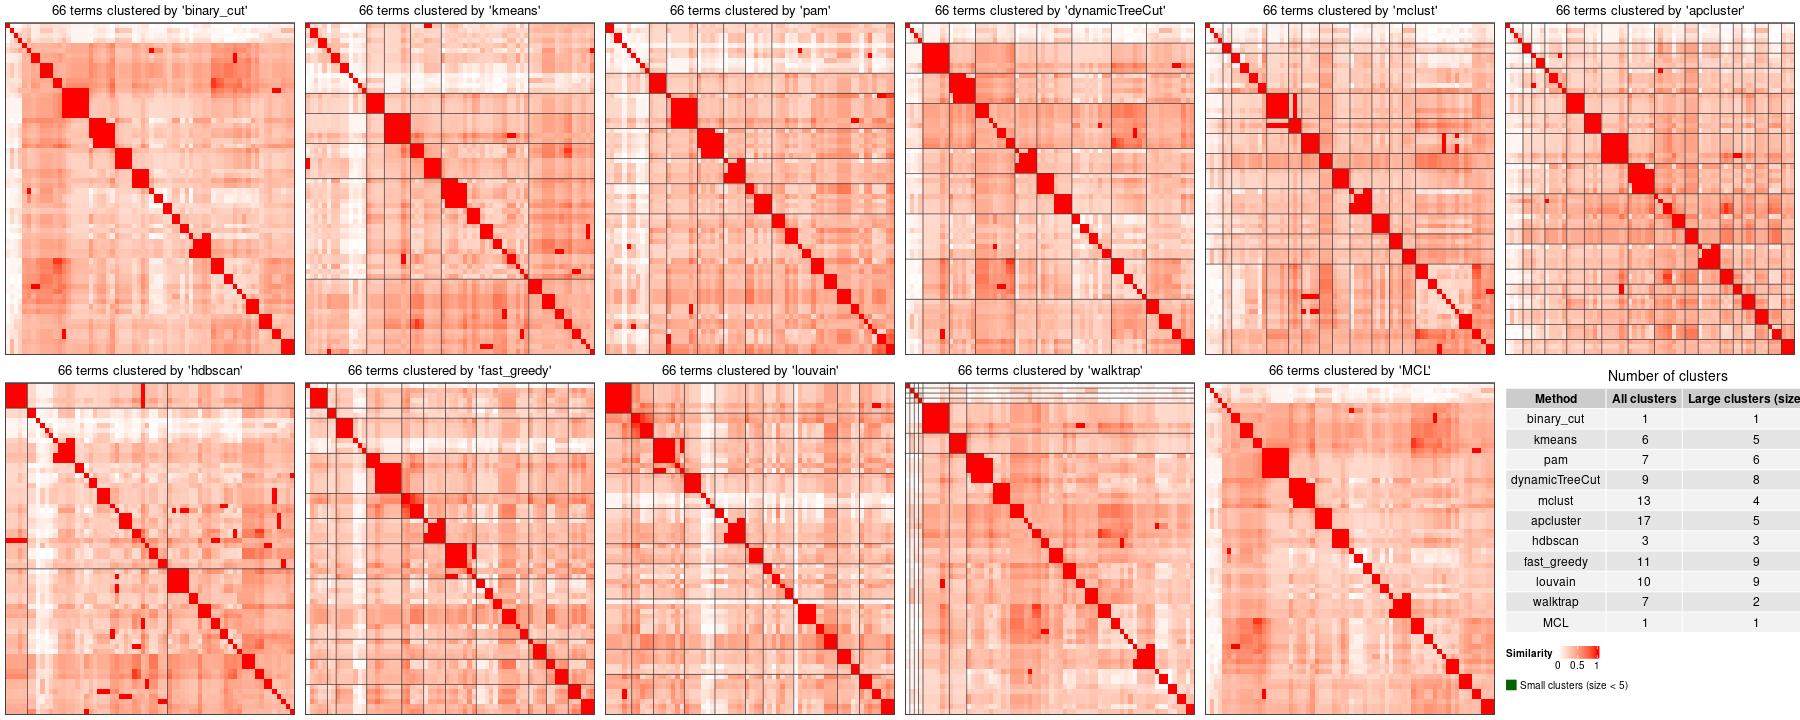 66 terms clustered by 'binary_cut'
66 terms clustered by 'kmeans'
66 terms clustered by 'pam'
66 terms clustered by 'dynamicTreeCut'
66 terms clustered by 'mclust'
66 terms clustered by 'apcluster'
66 terms clustered by 'hdbscan'
66 terms clustered by 'fast_greedy'
66 terms clustered by 'louvain'
66 terms clustered by 'walktrap'
66 terms clustered by 'MCL'
Number of clusters
Method All clusters Large clusters (size
binary_cut 1 1
kmeans 6 5
pam 7 6
dynamicTreeCut 9 8
mclust 13 4
apcluster 17 5
hdbscan 3 3
fast_greedy 11 9
louvain 10 9
walktrap 7 2
MCL 1 1
Similarity
0 0.5 1
Small clusters (size < 5)